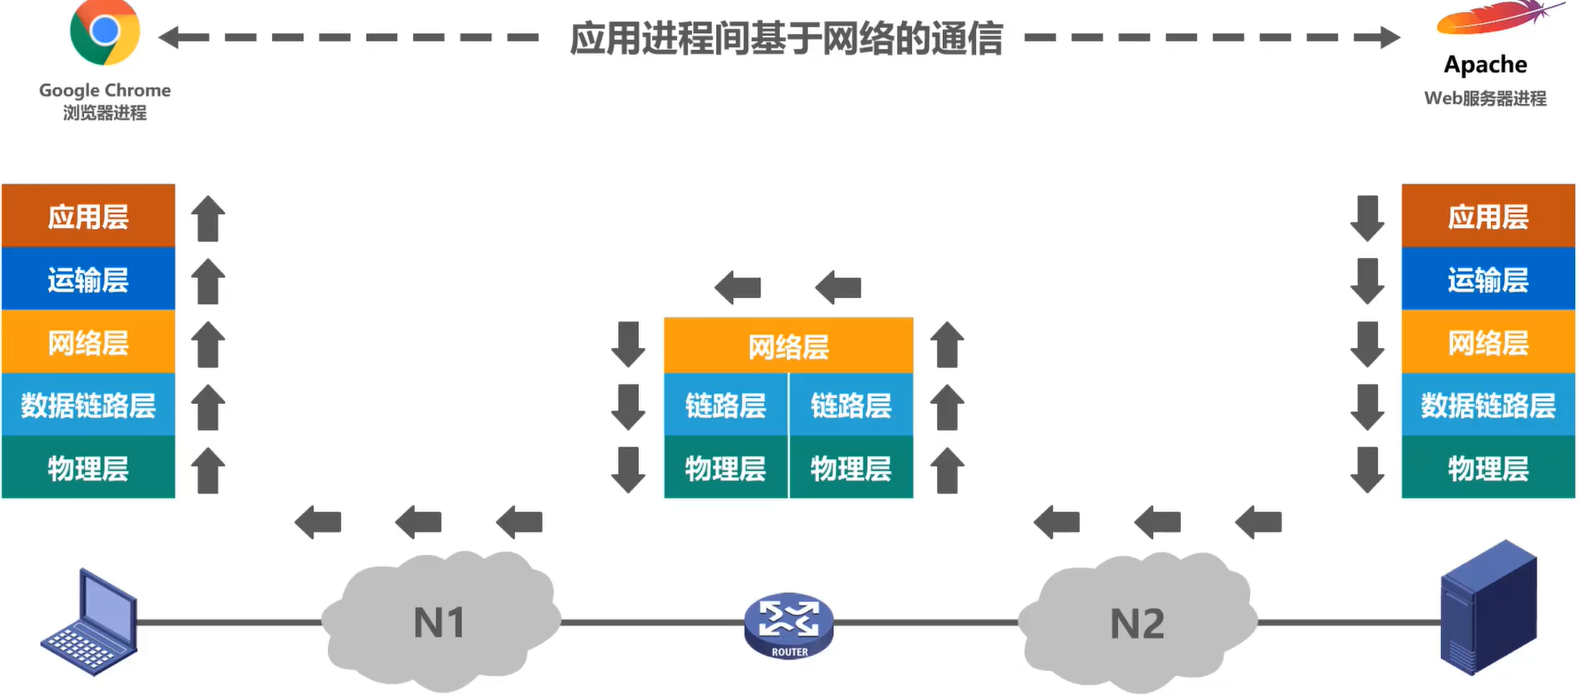 应用进程间基于网络的通信
Google Chrome
浏览器进程
Apache
Web服务器进程
应用层
运输层
网络层
数据链路层
物理层
网络层
链路层 链路层
物理层 物理层
应用层
运输层
网络层
数据链路层
物理层
N1
ROUTER
N2